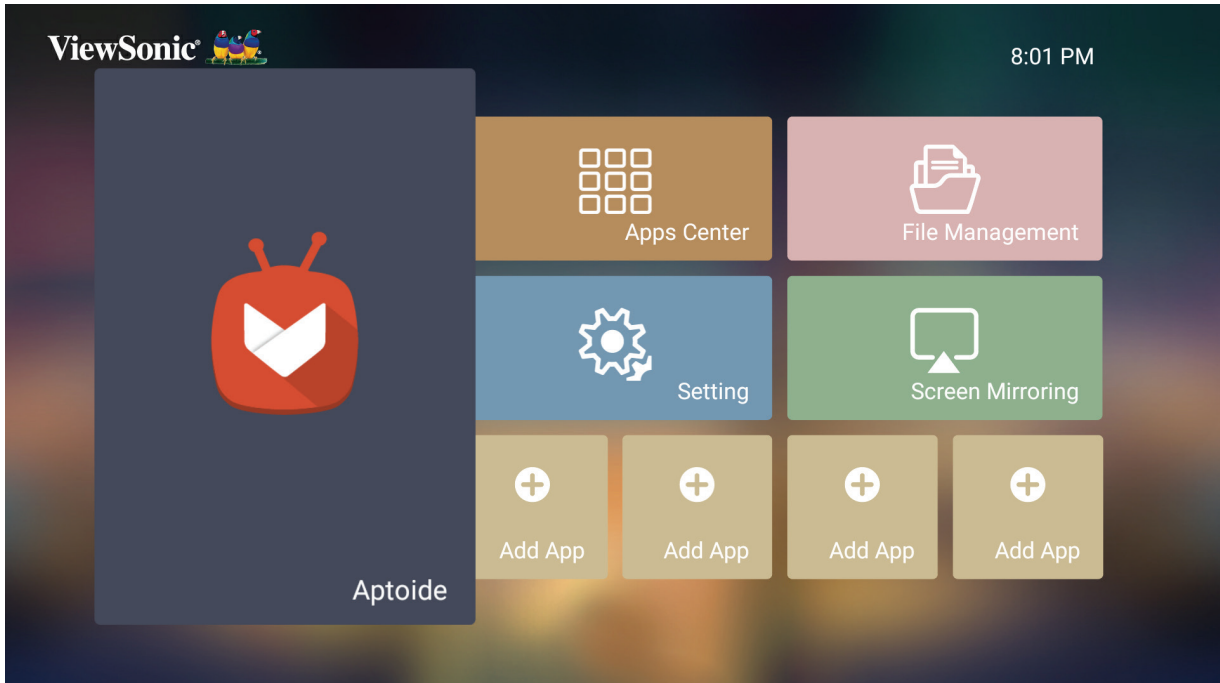 ViewSonic®
8:01 PM
Aptoide
Apps Center
File Management
Setting
Screen Mirroring
Add App
Add App
Add App
Add App